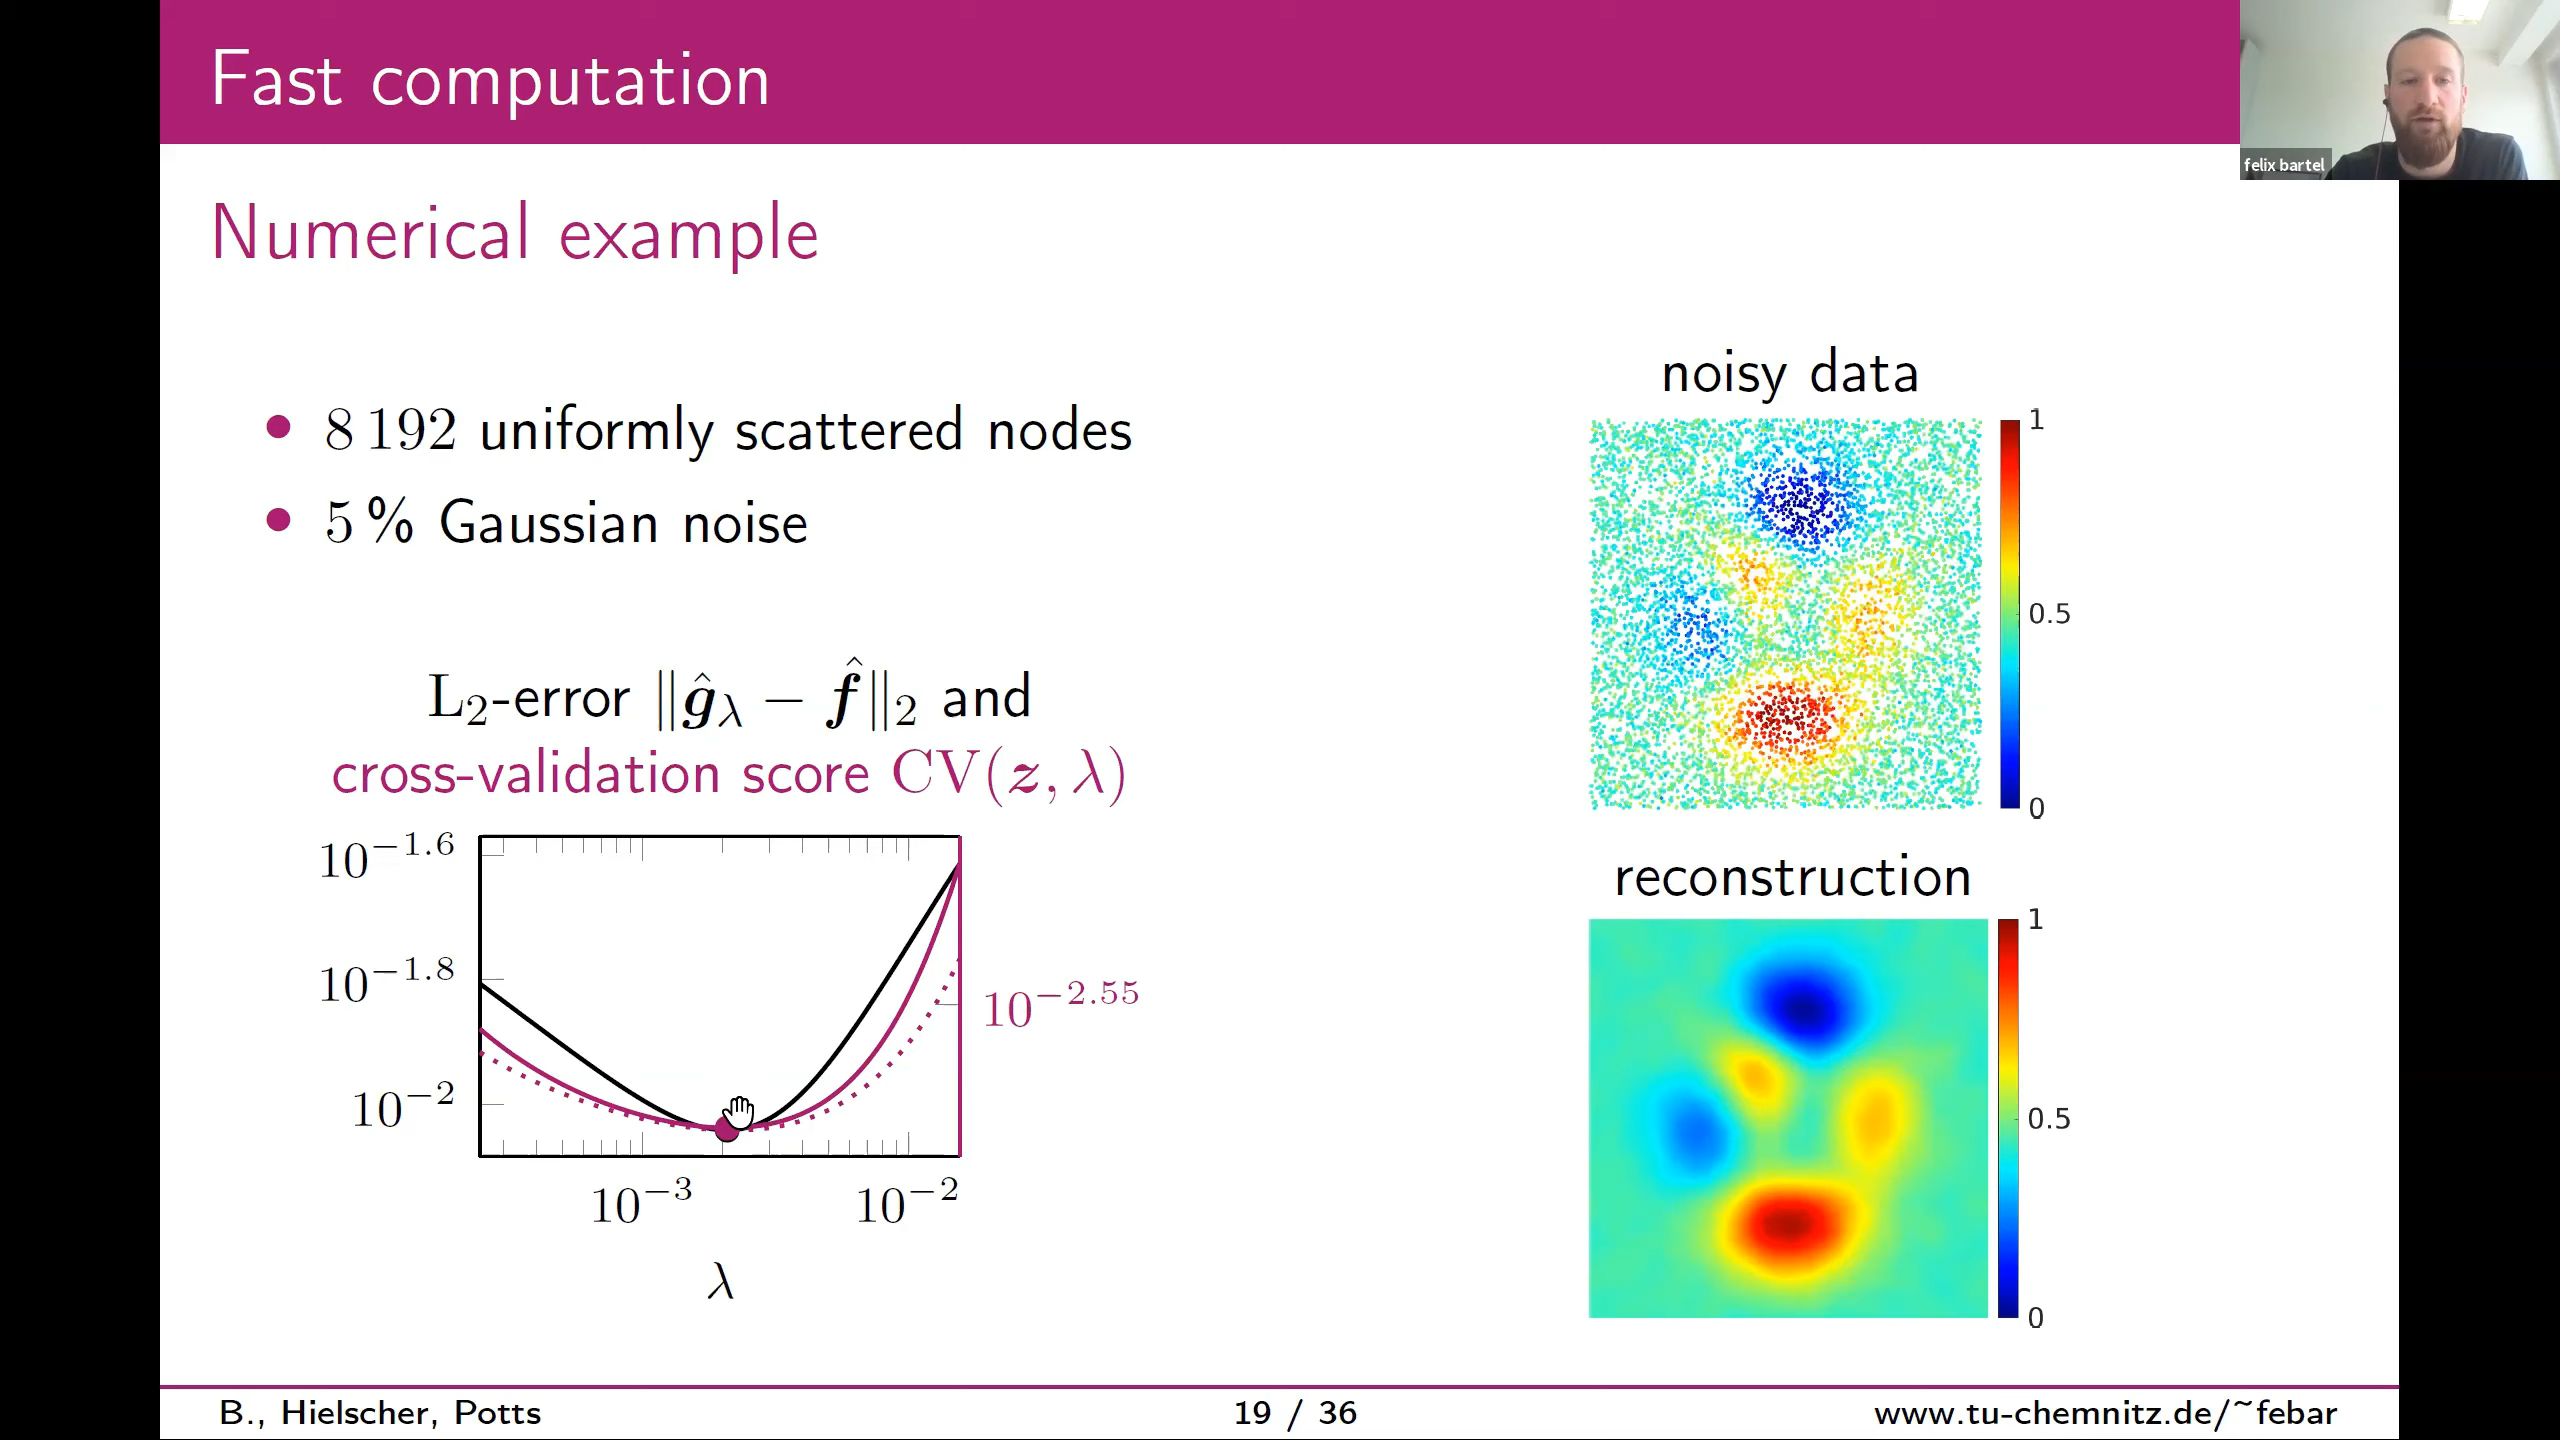 Fast computation
felix bartel
Numerical example
• 8 192 uniformly scattered nodes
• 5 % Gaussian noise
L₂-error ‖ĝ_λ − f̂‖₂ and
cross-validation score CV(z, λ)
10^−1.6
10^−1.8
10^−2
10^−2.55
10^−3
10^−2
λ
noisy data
1
0.5
0
reconstruction
1
0.5
0
B., Hielscher, Potts
19 / 36
www.tu-chemnitz.de/~febar